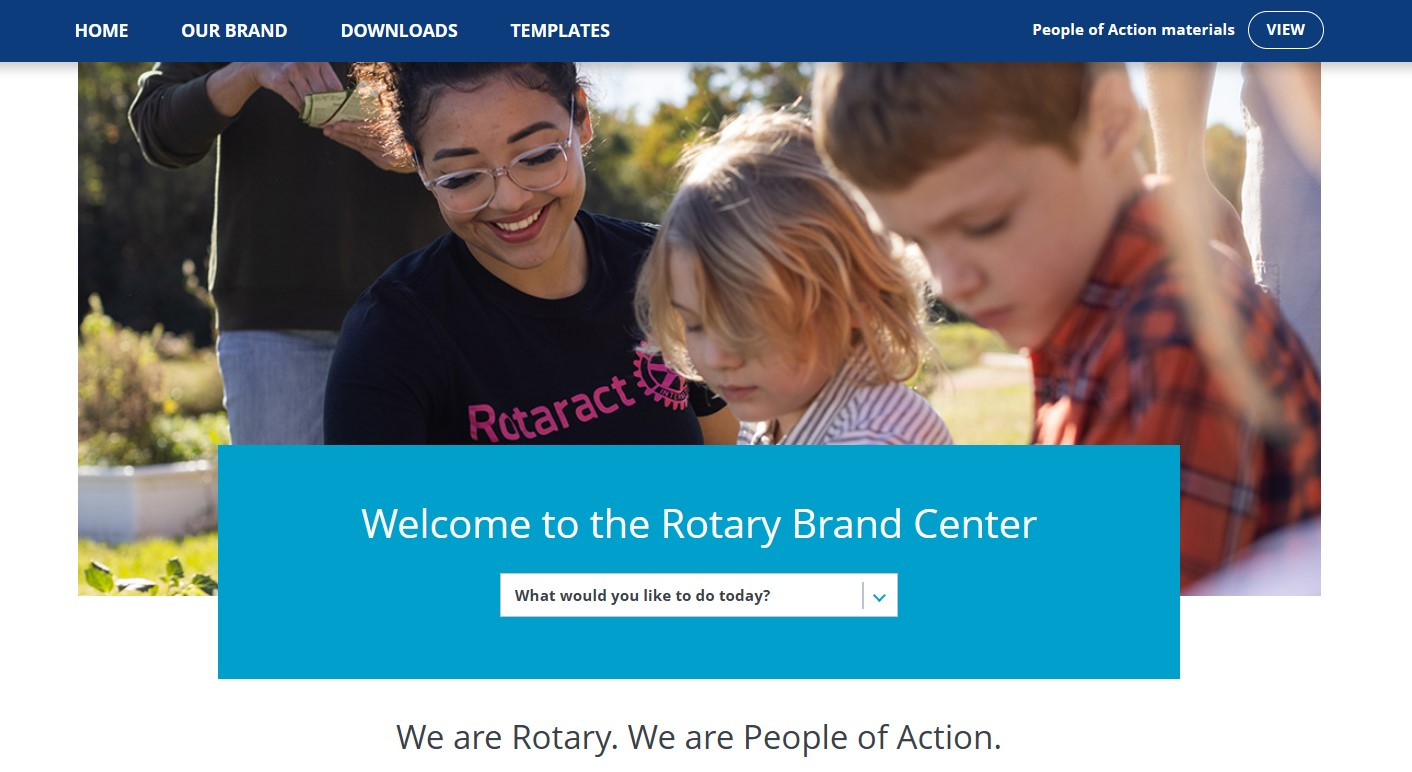 HOME OUR BRAND DOWNLOADS TEMPLATES People of Action materials VIEW
Rotaract
Welcome to the Rotary Brand Center
What would you like to do today?
We are Rotary. We are People of Action.